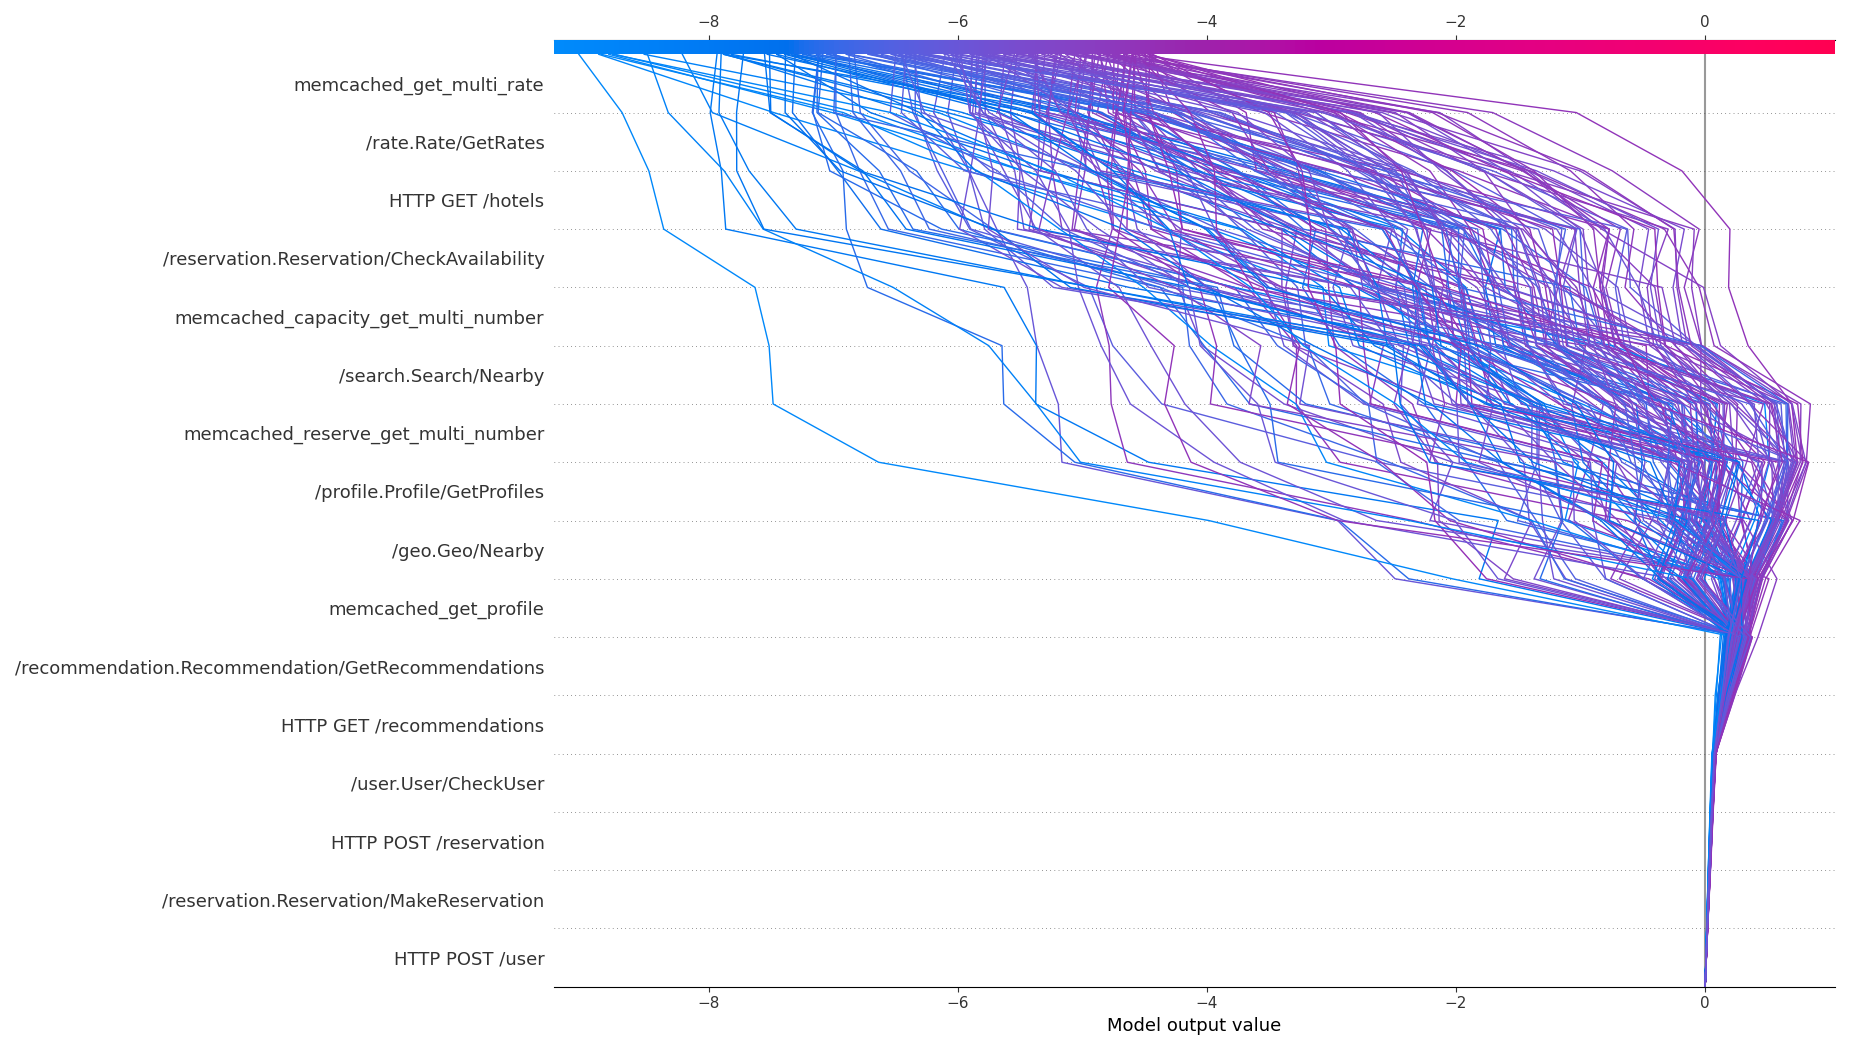 −8 −6 −4 −2 0
memcached_get_multi_rate
/rate.Rate/GetRates
HTTP GET /hotels
/reservation.Reservation/CheckAvailability
memcached_capacity_get_multi_number
/search.Search/Nearby
memcached_reserve_get_multi_number
/profile.Profile/GetProfiles
/geo.Geo/Nearby
memcached_get_profile
/recommendation.Recommendation/GetRecommendations
HTTP GET /recommendations
/user.User/CheckUser
HTTP POST /reservation
/reservation.Reservation/MakeReservation
HTTP POST /user
−8 −6 −4 −2 0
Model output value